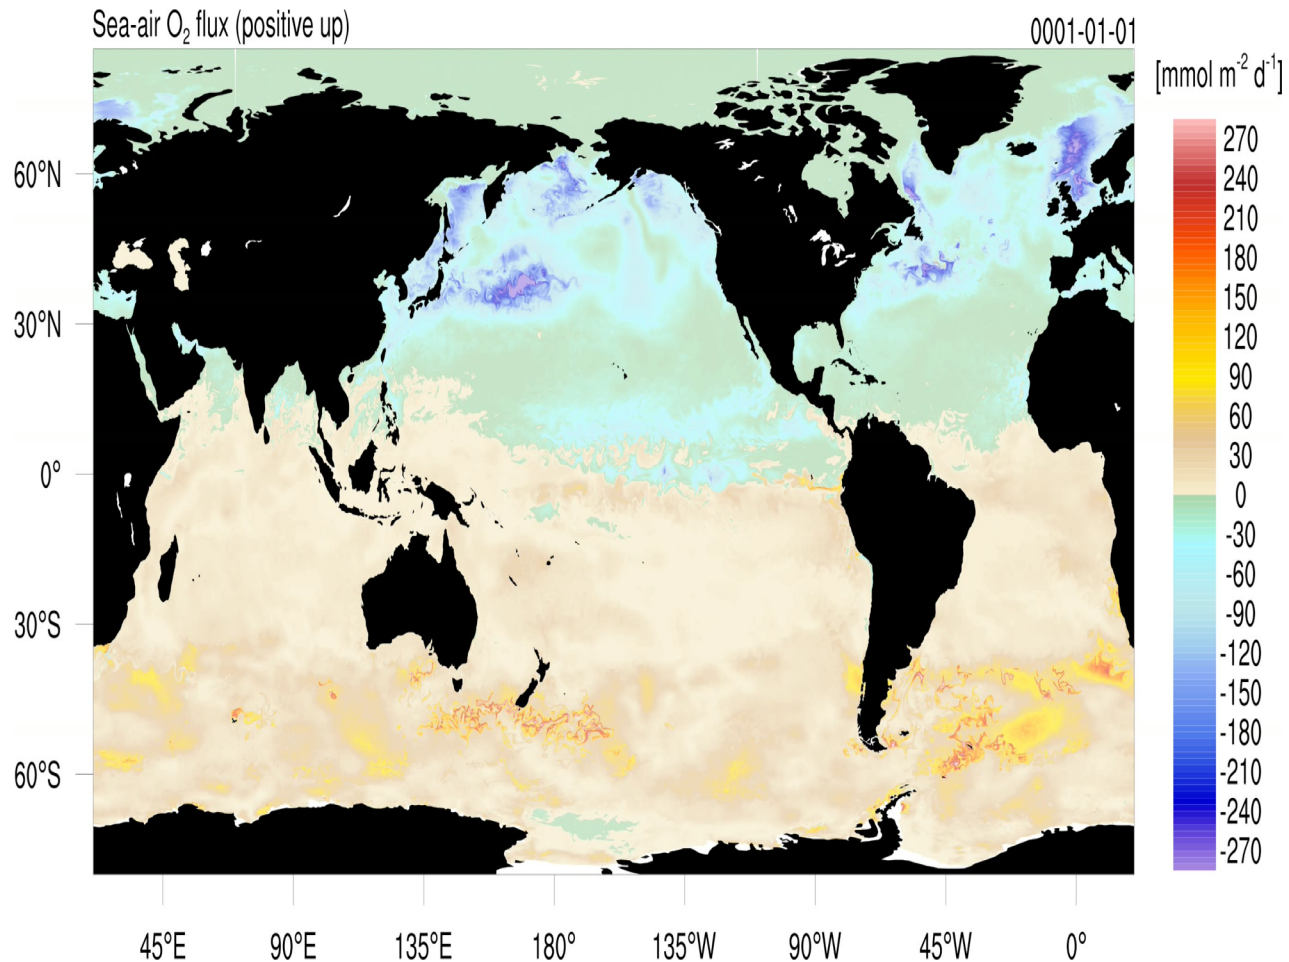 Sea-air O₂ flux (positive up)
0001-01-01
[mmol m⁻² d⁻¹]
270
240
210
180
150
120
90
60
30
0
-30
-60
-90
-120
-150
-180
-210
-240
-270
60°N
30°N
0°
30°S
60°S
45°E
90°E
135°E
180°
135°W
90°W
45°W
0°